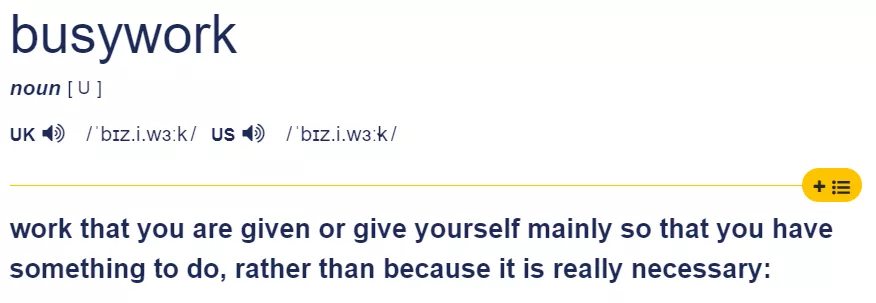 busywork
noun [ U ]
UK /ˈbɪz.i.wɜːk/ US /ˈbɪz.i.wɝːk/
work that you are given or give yourself mainly so that you have
something to do, rather than because it is really necessary: